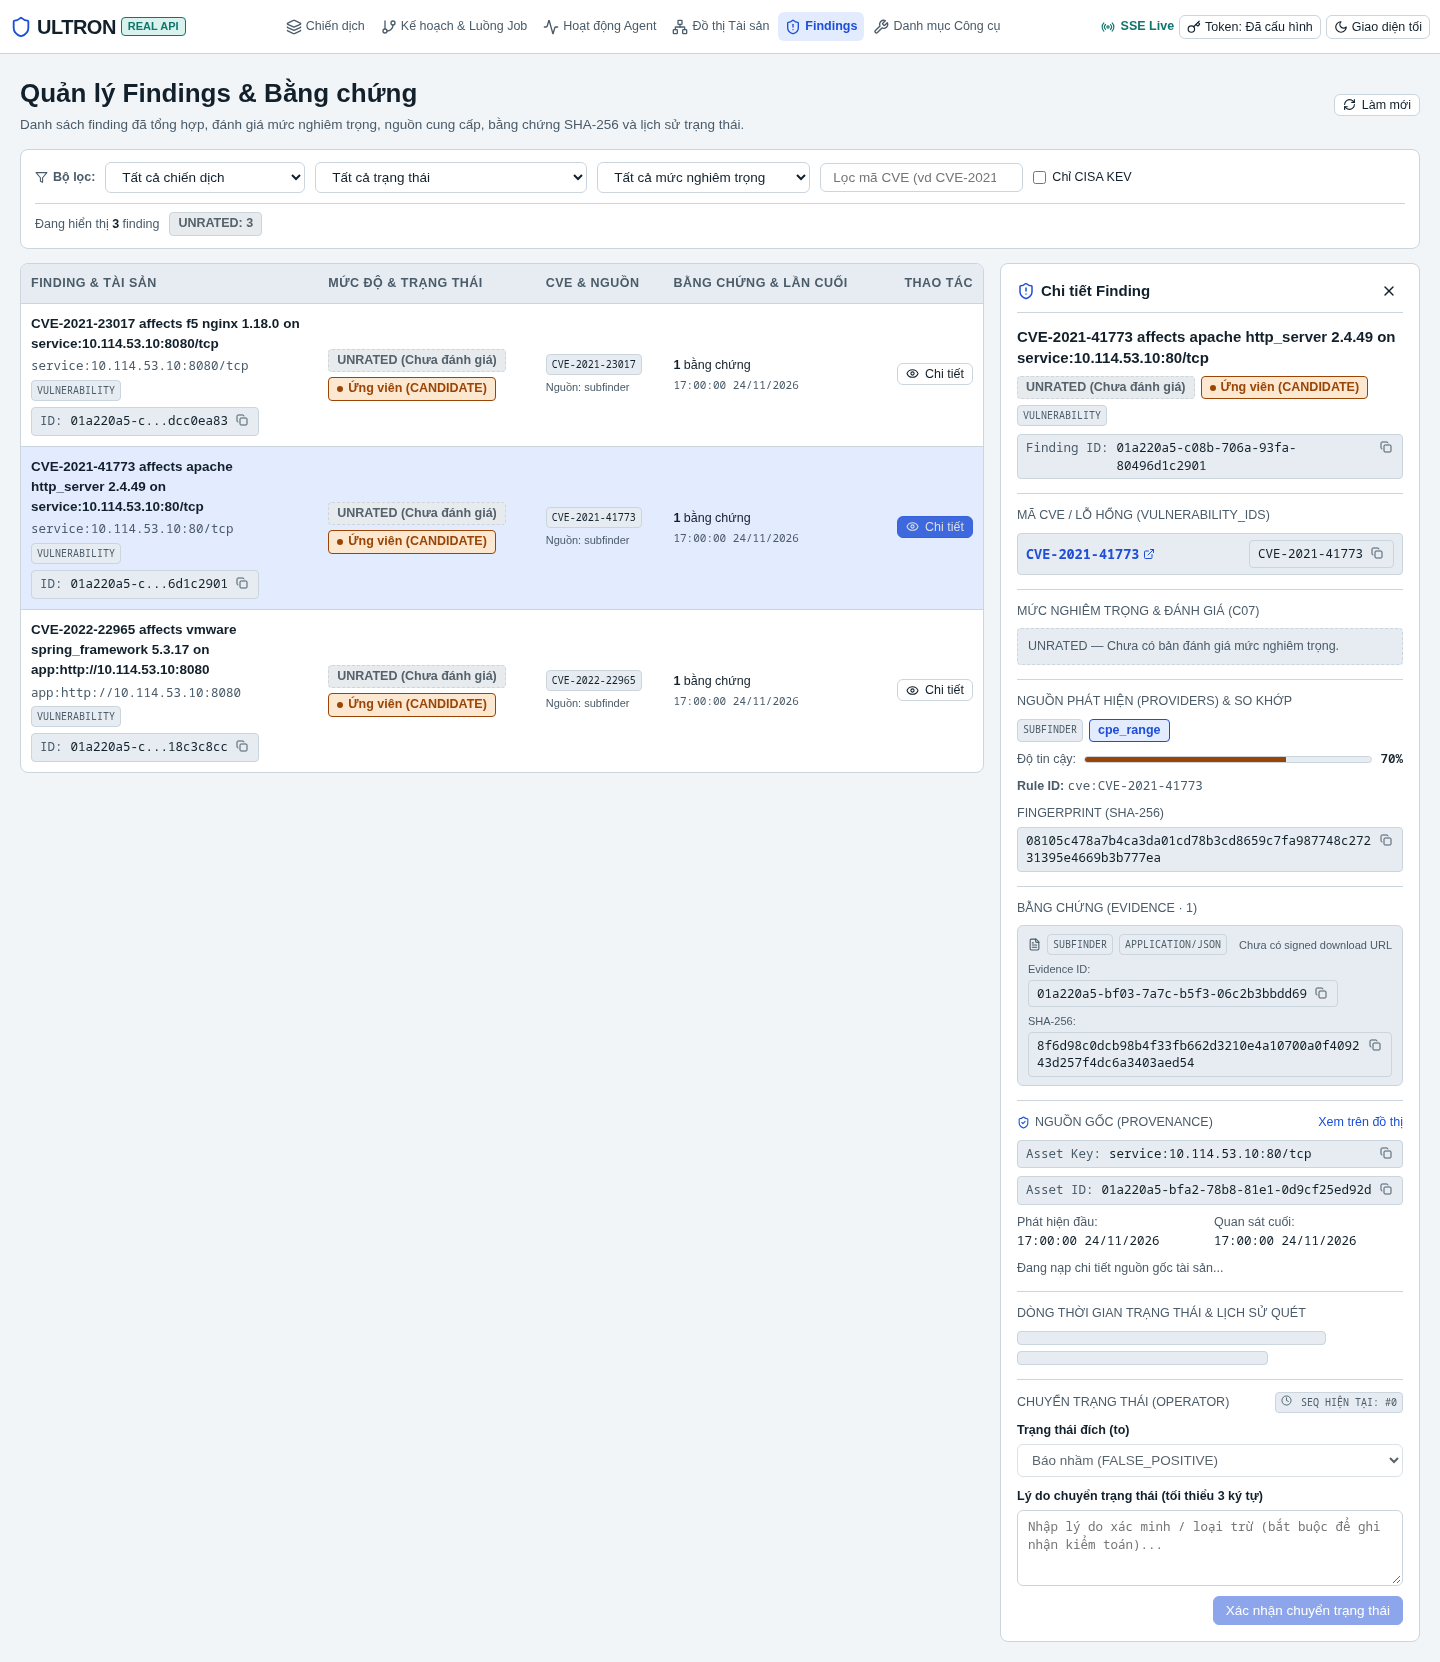 ULTRON REAL API
Chiến dịch
Kế hoạch & Luồng Job
Hoạt động Agent
Đồ thị Tài sản
Findings
Danh mục Công cụ
SSE Live
Token: Đã cấu hình
Giao diện tối
Quản lý Findings & Bằng chứng
Danh sách finding đã tổng hợp, đánh giá mức nghiêm trọng, nguồn cung cấp, bằng chứng SHA-256 và lịch sử trạng thái.
Làm mới
Bộ lọc:
Tất cả chiến dịch
Tất cả trạng thái
Tất cả mức nghiêm trọng
Lọc mã CVE (vd CVE-2021
Chỉ CISA KEV
Đang hiển thị 3 finding
UNRATED: 3
FINDING & TÀI SẢN
MỨC ĐỘ & TRẠNG THÁI
CVE & NGUỒN
BẰNG CHỨNG & LẦN CUỐI
THAO TÁC
CVE-2021-23017 affects f5 nginx 1.18.0 on
service:10.114.53.10:8080/tcp
service:10.114.53.10:8080/tcp
VULNERABILITY
ID: 01a220a5-c...dcc0ea83
UNRATED (Chưa đánh giá)
Ứng viên (CANDIDATE)
CVE-2021-23017
Nguồn: subfinder
1 bằng chứng
17:00:00 24/11/2026
Chi tiết
CVE-2021-41773 affects apache
http_server 2.4.49 on
service:10.114.53.10:80/tcp
service:10.114.53.10:80/tcp
VULNERABILITY
ID: 01a220a5-c...6d1c2901
UNRATED (Chưa đánh giá)
Ứng viên (CANDIDATE)
CVE-2021-41773
Nguồn: subfinder
1 bằng chứng
17:00:00 24/11/2026
Chi tiết
CVE-2022-22965 affects vmware
spring_framework 5.3.17 on
app:http://10.114.53.10:8080
app:http://10.114.53.10:8080
VULNERABILITY
ID: 01a220a5-c...18c3c8cc
UNRATED (Chưa đánh giá)
Ứng viên (CANDIDATE)
CVE-2022-22965
Nguồn: subfinder
1 bằng chứng
17:00:00 24/11/2026
Chi tiết
Chi tiết Finding
CVE-2021-41773 affects apache http_server 2.4.49 on
service:10.114.53.10:80/tcp
UNRATED (Chưa đánh giá)
Ứng viên (CANDIDATE)
VULNERABILITY
Finding ID: 01a220a5-c08b-706a-93fa-
80496d1c2901
MÃ CVE / LỖ HỔNG (VULNERABILITY_IDS)
CVE-2021-41773
CVE-2021-41773
MỨC NGHIÊM TRỌNG & ĐÁNH GIÁ (C07)
UNRATED — Chưa có bản đánh giá mức nghiêm trọng.
NGUỒN PHÁT HIỆN (PROVIDERS) & SO KHỚP
SUBFINDER
cpe_range
Độ tin cậy:
70%
Rule ID: cve:CVE-2021-41773
FINGERPRINT (SHA-256)
08105c478a7b4ca3da01cd78b3cd8659c7fa987748c272
31395e4669b3b777ea
BẰNG CHỨNG (EVIDENCE · 1)
SUBFINDER
APPLICATION/JSON
Chưa có signed download URL
Evidence ID:
01a220a5-bf03-7a7c-b5f3-06c2b3bbdd69
SHA-256:
8f6d98c0dcb98b4f33fb662d3210e4a10700a0f4092
43d257f4dc6a3403aed54
NGUỒN GỐC (PROVENANCE)
Xem trên đồ thị
Asset Key: service:10.114.53.10:80/tcp
Asset ID: 01a220a5-bfa2-78b8-81e1-0d9cf25ed92d
Phát hiện đầu:
17:00:00 24/11/2026
Quan sát cuối:
17:00:00 24/11/2026
Đang nạp chi tiết nguồn gốc tài sản...
DÒNG THỜI GIAN TRẠNG THÁI & LỊCH SỬ QUÉT
CHUYỂN TRẠNG THÁI (OPERATOR)
SEQ HIỆN TẠI: #0
Trạng thái đích (to)
Báo nhầm (FALSE_POSITIVE)
Lý do chuyển trạng thái (tối thiểu 3 ký tự)
Nhập lý do xác minh / loại trừ (bắt buộc để ghi
nhận kiểm toán)...
Xác nhận chuyển trạng thái